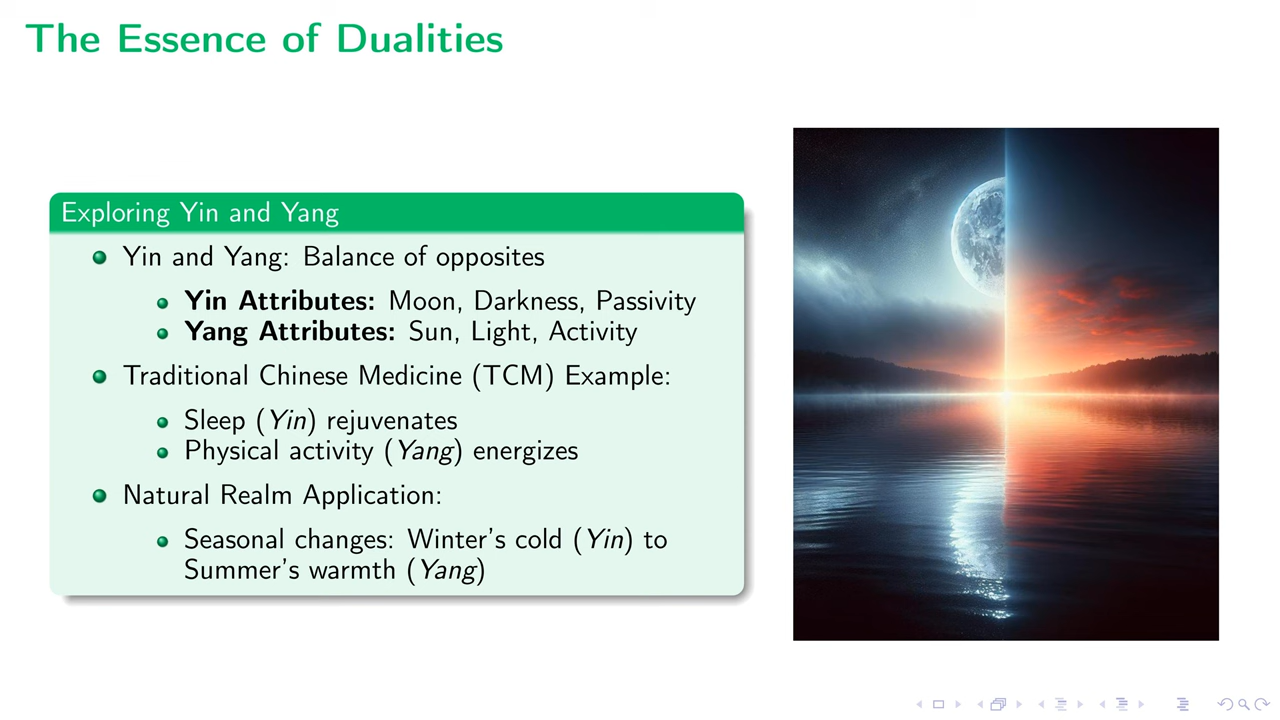 The Essence of Dualities
Exploring Yin and Yang
Yin and Yang: Balance of opposites
Yin Attributes: Moon, Darkness, Passivity
Yang Attributes: Sun, Light, Activity
Traditional Chinese Medicine (TCM) Example:
Sleep (Yin) rejuvenates
Physical activity (Yang) energizes
Natural Realm Application:
Seasonal changes: Winter's cold (Yin) to
Summer's warmth (Yang)